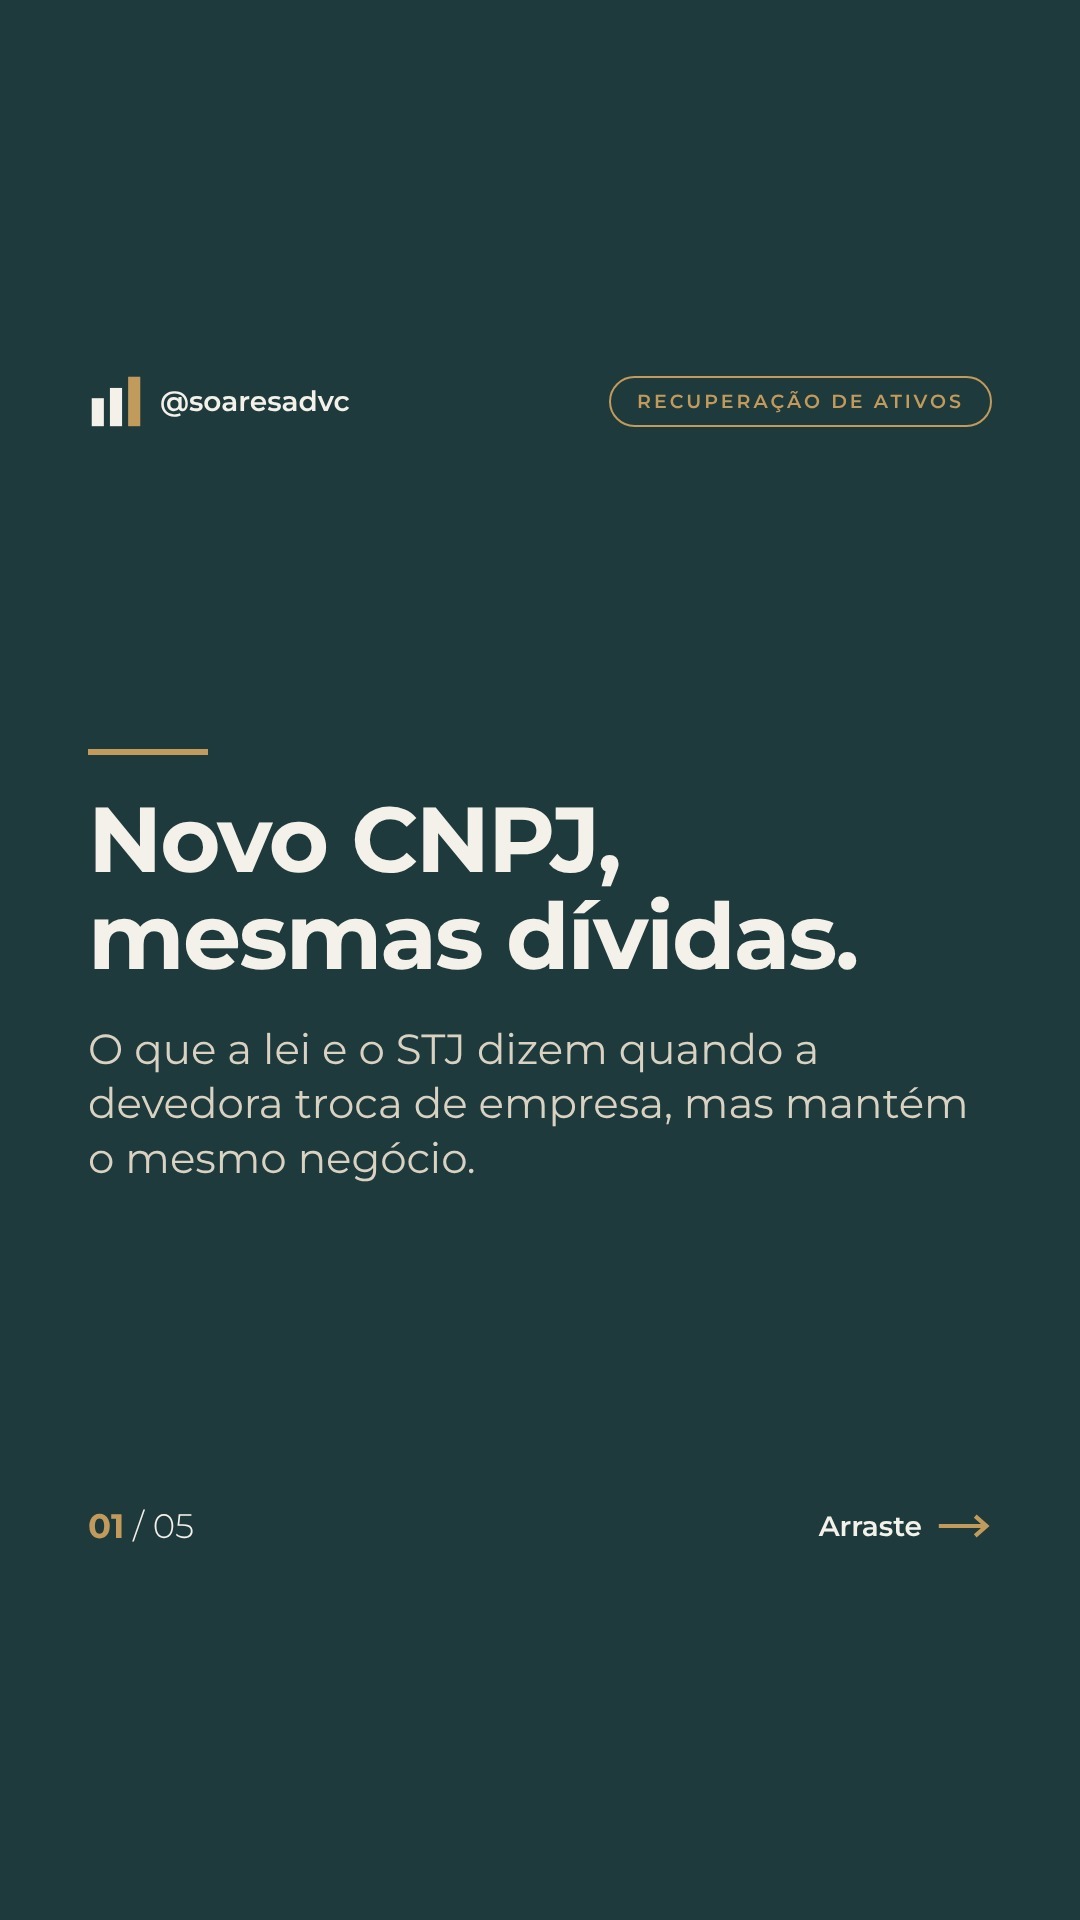 @soaresadvc
RECUPERAÇÃO DE ATIVOS
Novo CNPJ,
mesmas dívidas.
O que a lei e o STJ dizem quando a
devedora troca de empresa, mas mantém
o mesmo negócio.
01 / 05
Arraste